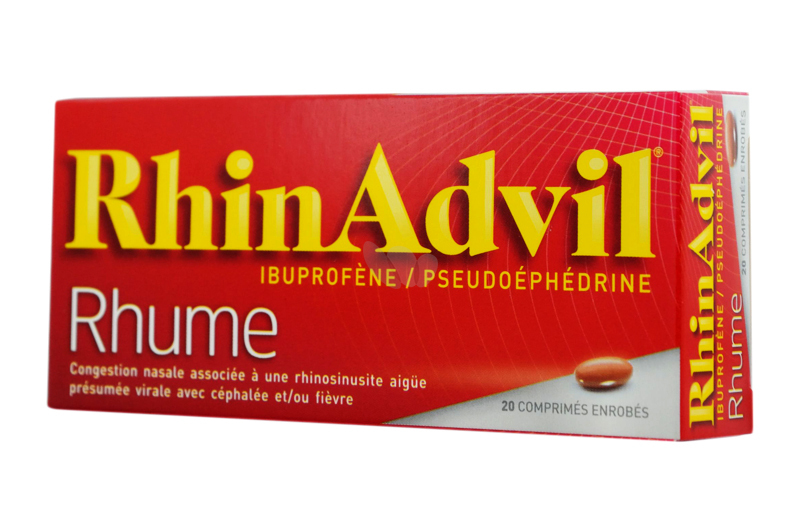 RhinAdvil®
IBUPROFÈNE / PSEUDOÉPHÉDRINE
Rhume
Congestion nasale associée à une rhinosinusite aigüe
présumée virale avec céphalée et/ou fièvre
20 COMPRIMÉS ENROBÉS
RhinAdvil
IBUPROFÈNE / PSEUDOÉPHÉDRINE
Rhume
20 COMPRIMÉS ENROBÉS